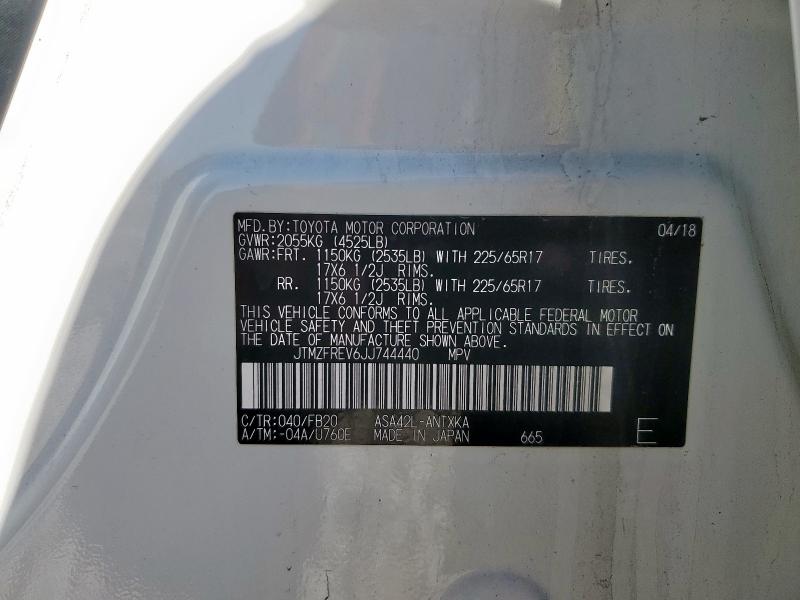 MFD.BY:TOYOTA MOTOR CORPORATION 04/18
GVWR:2055KG (4525LB)
GAWR:FRT. 1150KG (2535LB) WITH 225/65R17 TIRES.
17X6 1/2J RIMS.
RR. 1150KG (2535LB) WITH 225/65R17 TIRES.
17X6 1/2J RIMS.
THIS VEHICLE CONFORMS TO ALL APPLICABLE FEDERAL MOTOR
VEHICLE SAFETY AND THEFT PREVENTION STANDARDS IN EFFECT ON
THE DATE OF MANUFACTURE SHOWN ABOVE.
JTMZFREV6JJ744440 MPV
C/TR:040/FB20 ASA42L-ANTXKA
A/TM:-04A/U760E MADE IN JAPAN 665 E